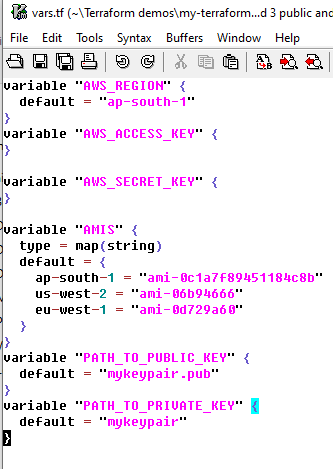 vars.tf (~\Terraform demos\my-terraform...d 3 public and
File Edit Tools Syntax Buffers Window Help
variable "AWS_REGION" {
  default = "ap-south-1"
}
variable "AWS_ACCESS_KEY" {
}

variable "AWS_SECRET_KEY" {
}

variable "AMIS" {
  type = map(string)
  default = {
    ap-south-1 = "ami-0c1a7f89451184c8b"
    us-west-2 = "ami-06b94666"
    eu-west-1 = "ami-0d729a60"
  }
}
variable "PATH_TO_PUBLIC_KEY" {
  default = "mykeypair.pub"
}
variable "PATH_TO_PRIVATE_KEY" {
  default = "mykeypair"
}